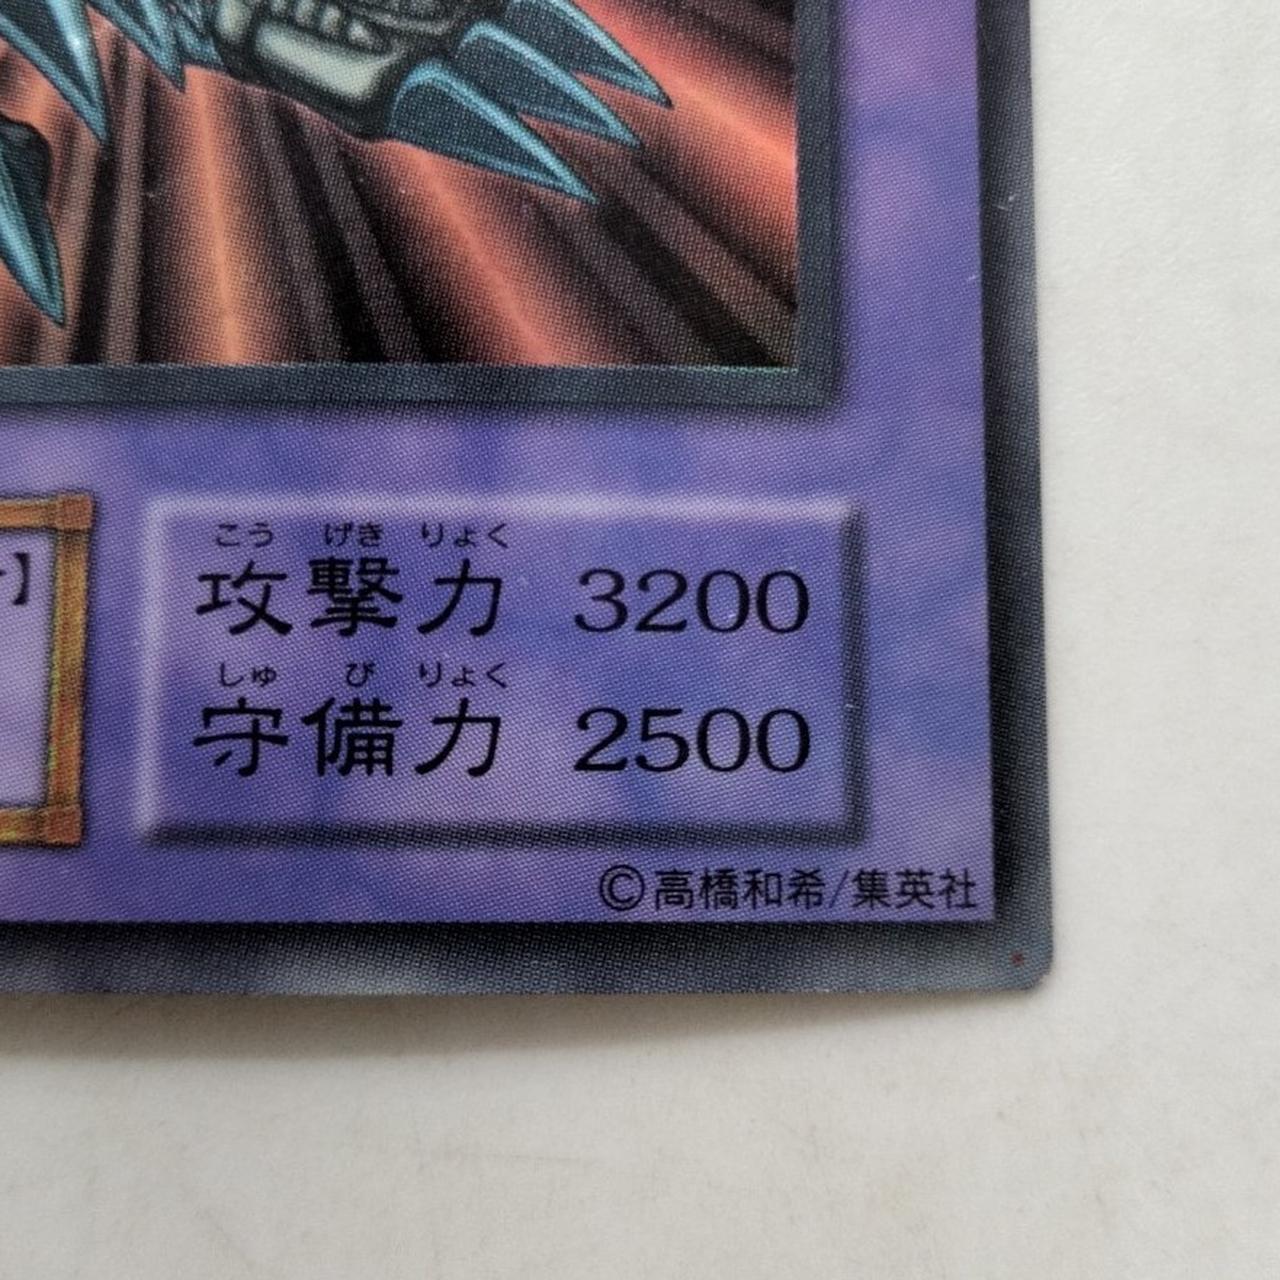 】
こう げき りょく
攻撃力 3200
しゅ び りょく
守備力 2500
©高橋和希/集英社